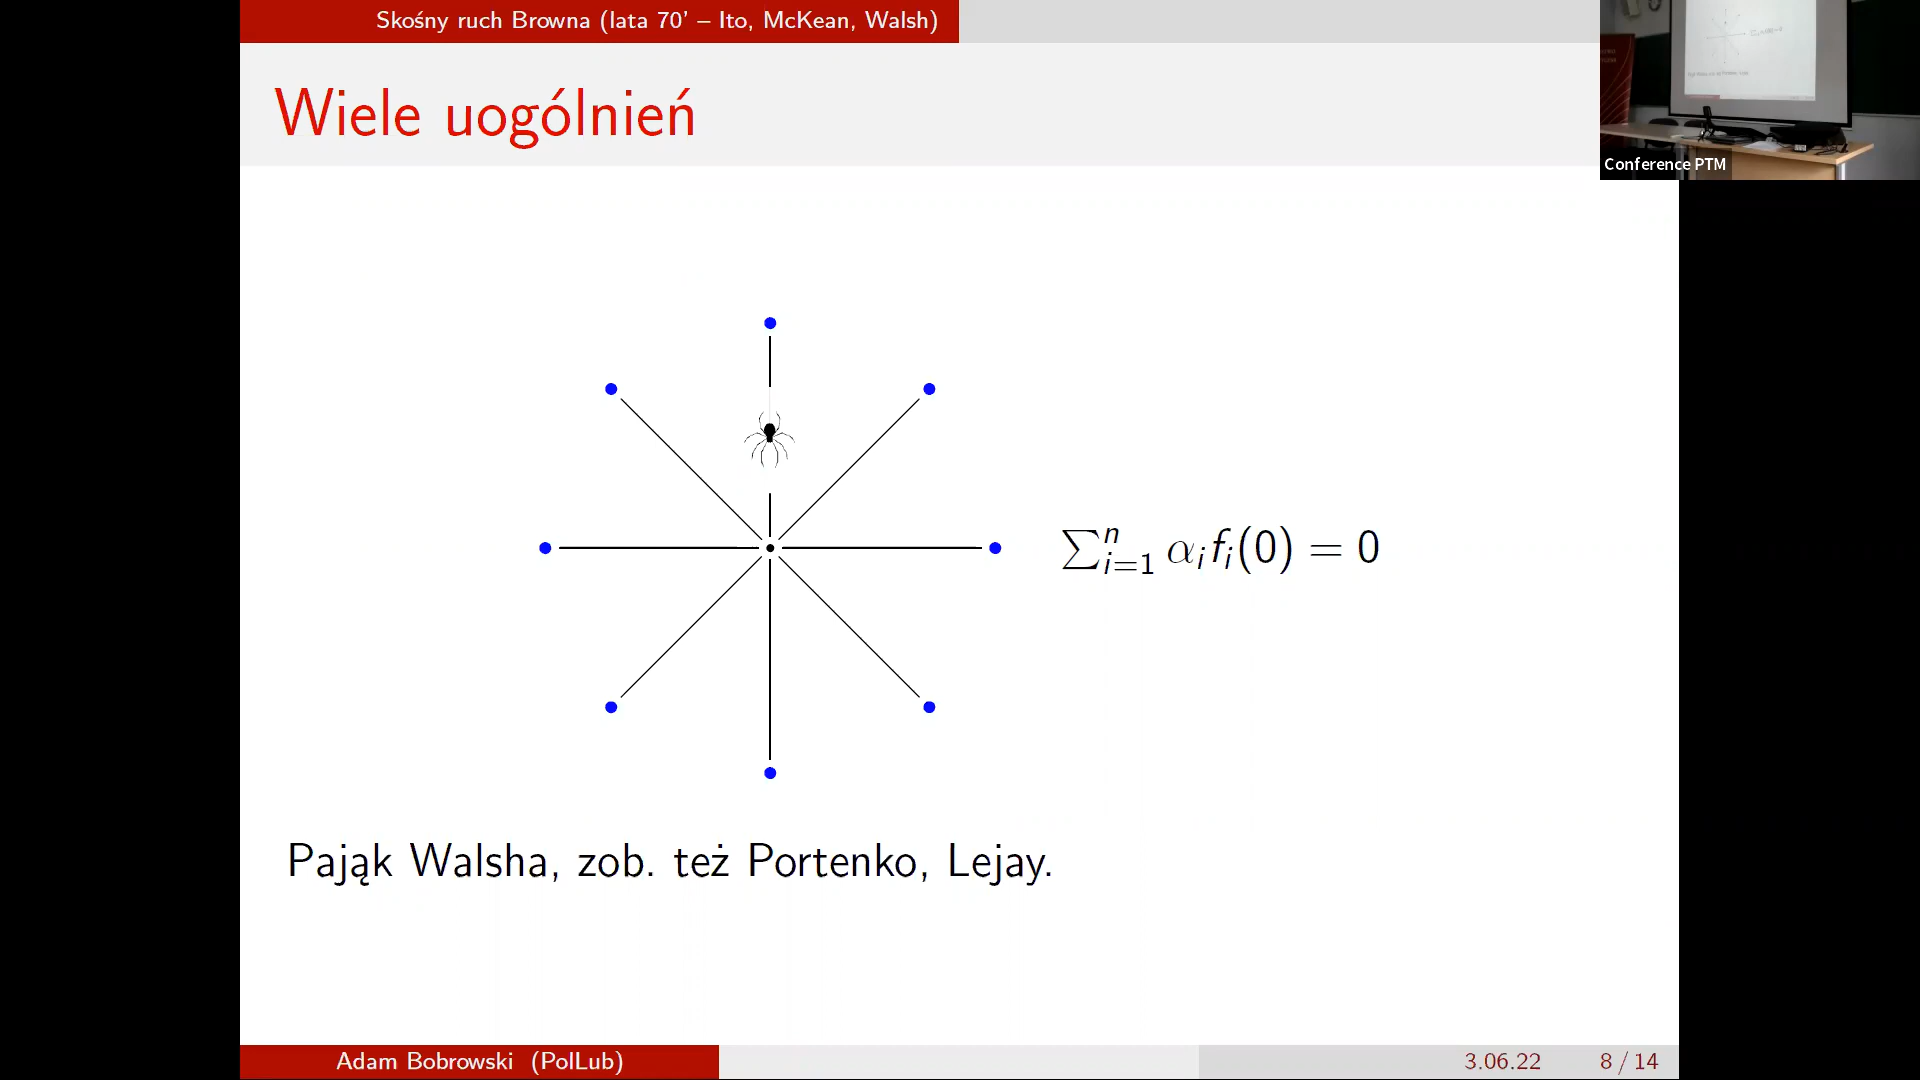 Skośny ruch Browna (lata 70' – Ito, McKean, Walsh)
Wiele uogólnień
Conference PTM
∑ⁿᵢ₌₁ αᵢfᵢ(0) = 0
Pająk Walsha, zob. też Portenko, Lejay.
Adam Bobrowski (PolLub)
3.06.22
8 / 14